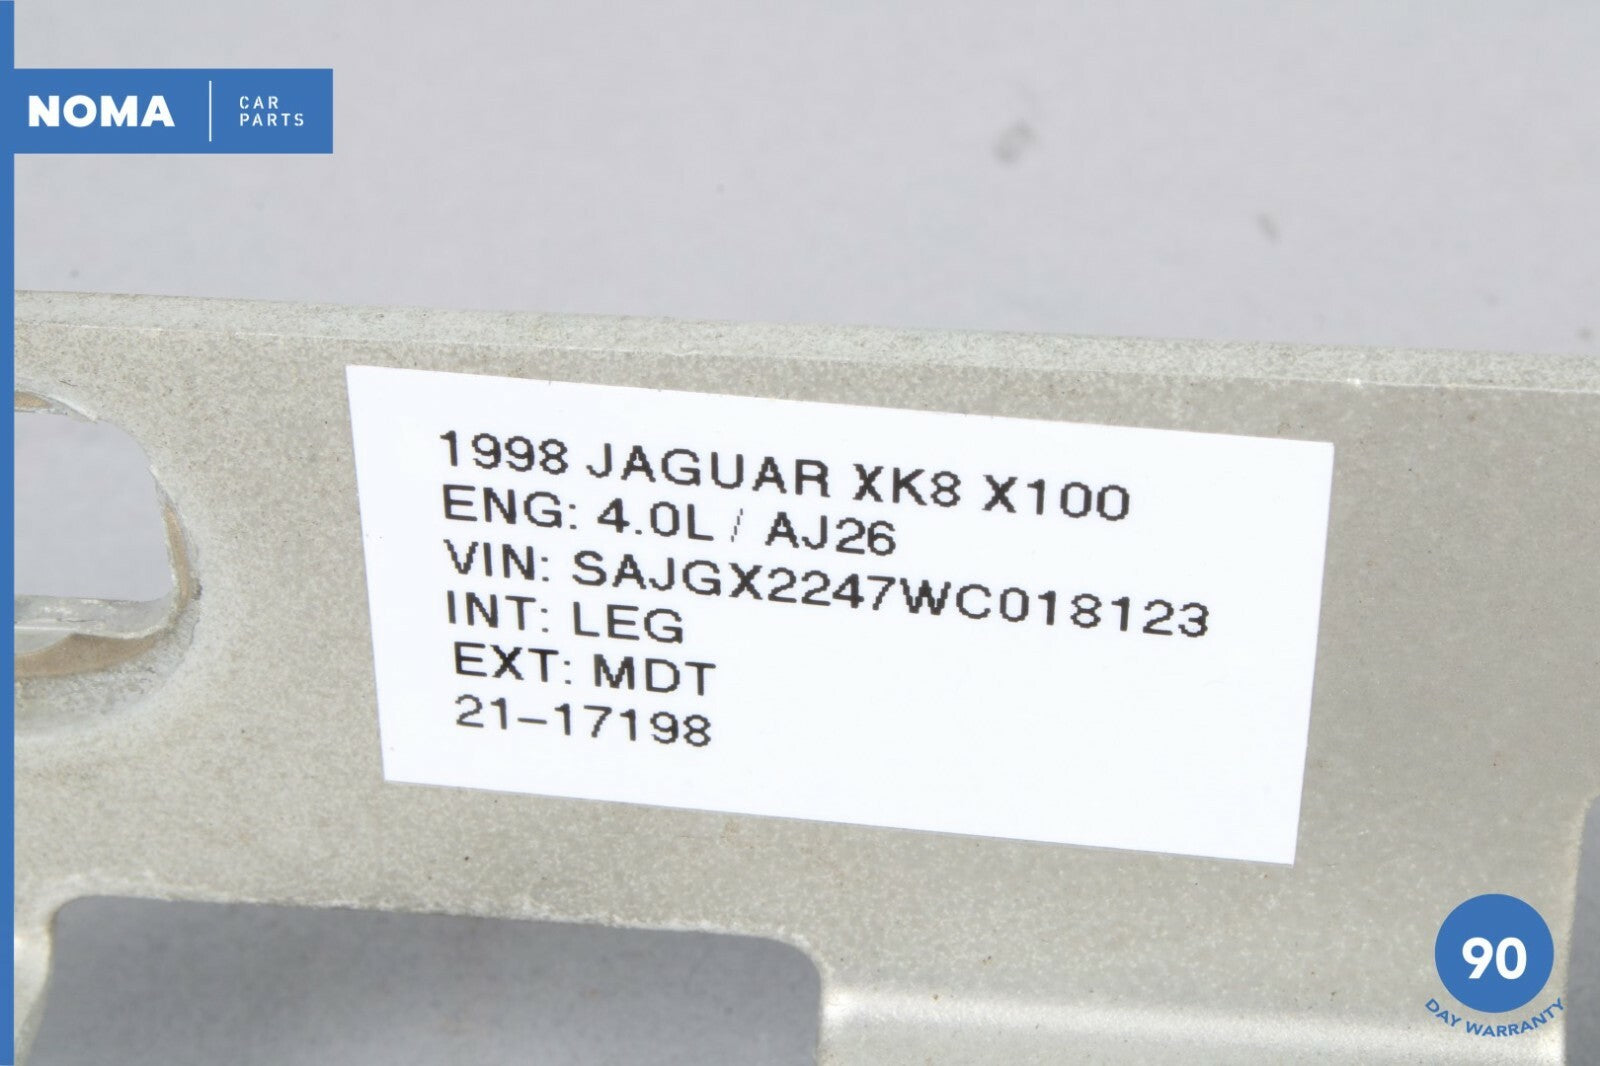 NOMA
CAR
PARTS
1998 JAGUAR XK8 X100
ENG: 4.0L / AJ26
VIN: SAJGX2247WC018123
INT: LEG
EXT: MDT
21-17198
90
DAY WARRANTY